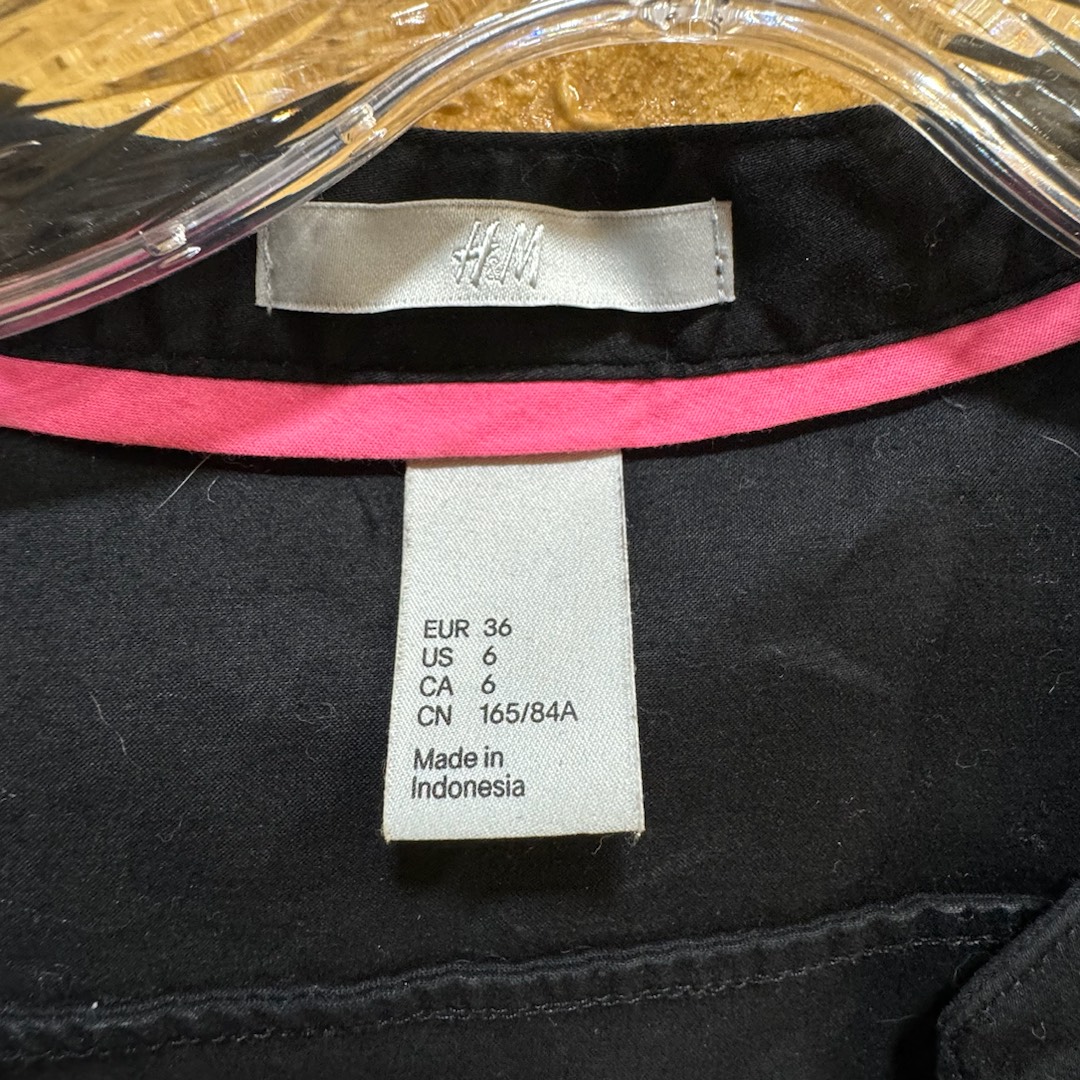 H&M
EUR 36
US 6
CA 6
CN 165/84A
Made in
Indonesia